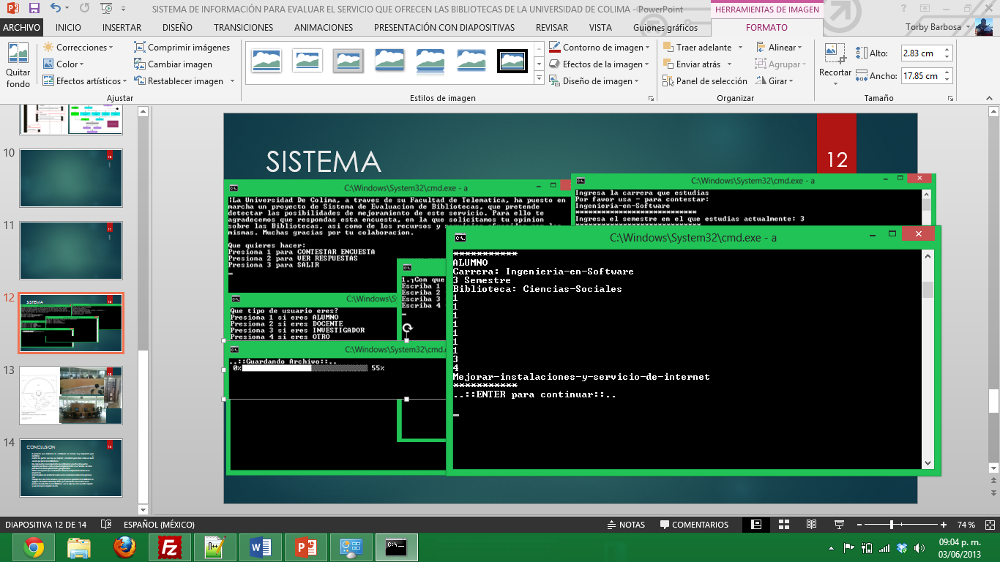 SISTEMA DE INFORMACIÓN PARA EVALUAR EL SERVICIO QUE OFRECEN LAS BIBLIOTECAS DE LA UNIVERSIDAD DE COLIMA - PowerPoint
HERRAMIENTAS DE IMAGEN
ARCHIVO INICIO INSERTAR DISEÑO TRANSICIONES ANIMACIONES PRESENTACIÓN CON DIAPOSITIVAS REVISAR VISTA Guiones gráficos FORMATO
Torby Barbosa
Quitar fondo
Correcciones
Color
Efectos artísticos
Comprimir imágenes
Cambiar imagen
Restablecer imagen
Ajustar
Estilos de imagen
Contorno de imagen
Efectos de la imagen
Diseño de imagen
Traer adelante
Enviar atrás
Panel de selección
Alinear
Agrupar
Girar
Organizar
Recortar
Alto: 2.83 cm
Ancho: 17.85 cm
Tamaño
10
11
12
SISTEMA
13
14
CONCLUSION
SISTEMA
12
C:\Windows\System32\cmd.exe - a
¡La Universidad De Colima, a traves de su Facultad de Telematica, ha puesto en
marcha un proyecto de Sistema de Evaluacion de Bibliotecas, que pretende
detectar las posibilidades de mejoramiento de este servicio. Para ello te
agradecemos que respondas esta encuesta, en la que solicitamos tu opinion
sobre las Bibliotecas, asi como de los recursos y
mismas. Muchas gracias por tu colaboracion.
Que quieres hacer:
Presiona 1 para CONTESTAR ENCUESTA
Presiona 2 para VER RESPUESTAS
Presiona 3 para SALIR
C:\Windows\System32\cmd.exe - a
Ingresa la carrera que estudias
Por favor usa - para contestar:
Ingenieria-en-Software
******************************
Ingresa el semestre en el que estudias actualmente: 3
1.¿Con que
Escriba 1
Escriba 2
Escriba 3
Escriba 4
C:\Windows\S
Que tipo de usuario eres?
Presiona 1 si eres ALUMNO
Presiona 2 si eres DOCENTE
Presiona 3 si eres INVESTIGADOR
Presiona 4 si eres OTRO
C:\Windows\System32\cmd.
..::Guardando Archivo::..
0% 55%
C:\Windows\System32\cmd.exe - a
***********
ALUMNO
Carrera: Ingenieria-en-Software
3 Semestre
Biblioteca: Ciencias-Sociales
1
1
1
1
1
1
1
3
4
Mejorar-instalaciones-y-servicio-de-internet
***********
..::ENTER para continuar::..
DIAPOSITIVA 12 DE 14 ESPAÑOL (MÉXICO) NOTAS COMENTARIOS 74 %
09:04 p. m.
03/06/2013